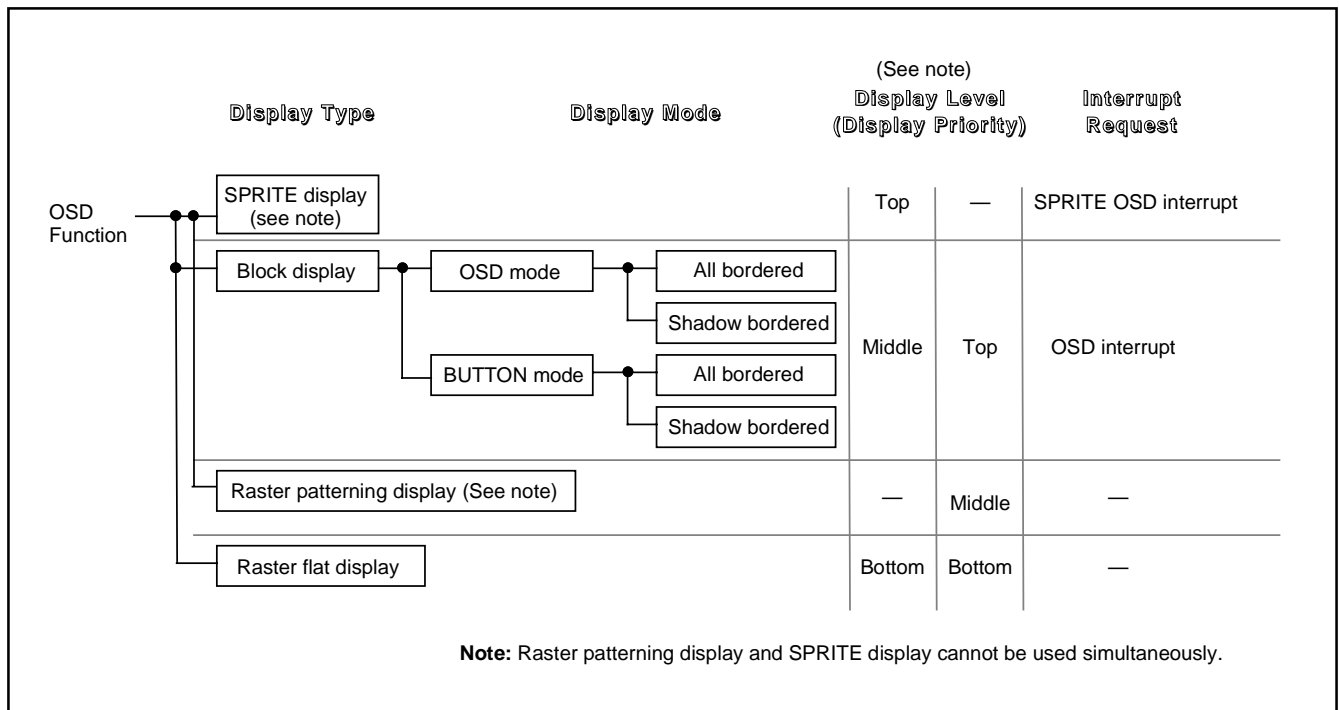 (See note)
Display Type Display Mode Display Level Interrupt
(Display Priority) Request
OSD
Function
SPRITE display
(see note)
Top — SPRITE OSD interrupt
Block display OSD mode All bordered
Shadow bordered
Middle Top OSD interrupt
BUTTON mode All bordered
Shadow bordered
Raster patterning display (See note) — Middle —
Raster flat display Bottom Bottom —
Note: Raster patterning display and SPRITE display cannot be used simultaneously.